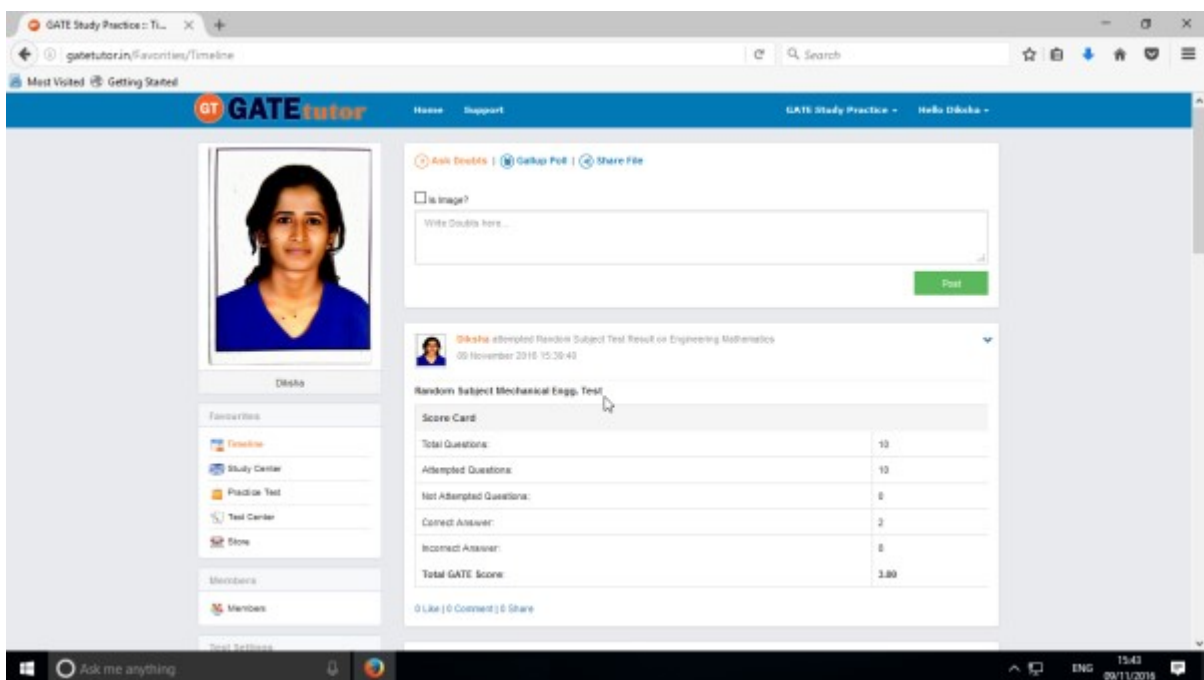 GATE Study Practice :: Ti...
gatetutor.in/Favorities/Timeline
Search
Most Visited Getting Started
GT GATEtutor Home Support GATE Study Practice Hello Diksha
Ask Doubts | Gallup Poll | Share File
Is Image?
Write Doubts here...
Post
Diksha attempted Random Subject Test Result on Engineering Mathematics
09 November 2016 15:39:40
Diksha
Random Subject Mechanical Engg. Test
Score Card
Total Questions: 10
Attempted Questions: 10
Not Attempted Questions: 0
Correct Answer: 2
Incorrect Answer:
Total GATE Score:
0 Like | 0 Comment | 0 Share
Favourites
Timeline
Study Center
Practice Test
Test Center
Store
Members
Members
Test Settings
Ask me anything
ENG
15:43
09/11/2016